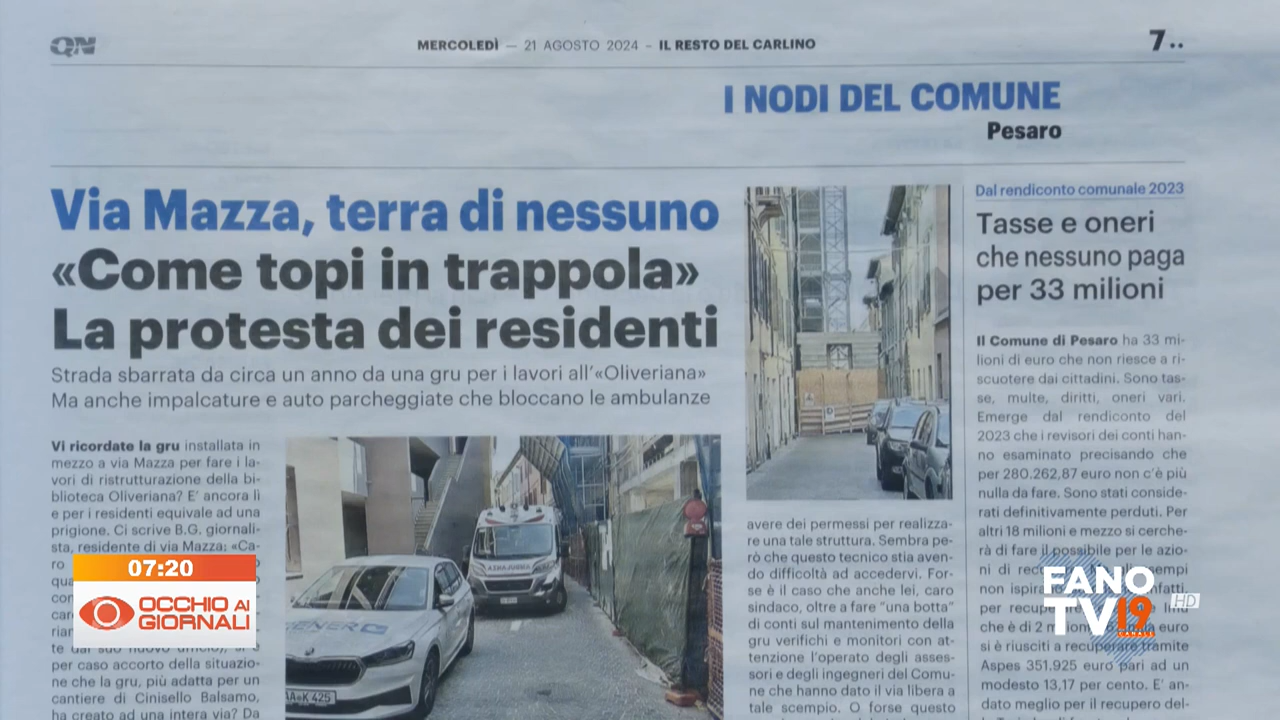 QN
MERCOLEDÌ — 21 AGOSTO 2024 – IL RESTO DEL CARLINO
7 ..
I NODI DEL COMUNE
Pesaro
Via Mazza, terra di nessuno
«Come topi in trappola»
La protesta dei residenti
Strada sbarrata da circa un anno da una gru per i lavori all'«Oliveriana»
Ma anche impalcature e auto parcheggiate che bloccano le ambulanze
Vi ricordate la gru installata in
mezzo a via Mazza per fare i la-
vori di ristrutturazione della bi-
blioteca Oliveriana? E' ancora lì
e per i residenti equivale ad una
prigione. Ci scrive B.G. giornali-
sta, residente di via Mazza: «Ca-
ro
per caso accorto della situazio-
ne che la gru, più adatta per un
cantiere di Cinisello Balsamo,
ha creato ad una intera via? Da
AMBULANZA
ENER
AA•K 425
avere dei permessi per realizza-
re una tale struttura. Sembra pe-
rò che questo tecnico stia aven-
do difficoltà ad accedervi. For-
se è il caso che anche lei, caro
sindaco, oltre a fare "una botta"
di conti sul mantenimento della
gru verifichi e monitori con at-
tenzione l'operato degli asses-
sori e degli ingegneri del Comu-
ne che hanno dato il via libera a
tale scempio. O forse questo
Dal rendiconto comunale 2023
Tasse e oneri
che nessuno paga
per 33 milioni
Il Comune di Pesaro ha 33 mi-
lioni di euro che non riesce a ri-
scuotere dai cittadini. Sono tas-
se, multe, diritti, oneri vari.
Emerge dal rendiconto del
2023 che i revisori dei conti han-
no esaminato precisando che
per 280.262,87 euro non c'è più
nulla da fare. Sono stati conside-
rati definitivamente perduti. Per
altri 18 milioni e mezzo si cerche-
rà di fare il possibile per le azio-
ni di
non
per
che è di 2 euro
si è riusciti a recuperare tramite
Aspes 351.925 euro pari ad un
modesto 13,17 per cento. E' an-
dato meglio per il recupero del-
07:20
OCCHIO AI
GIORNALI
FANO
TV19
HD